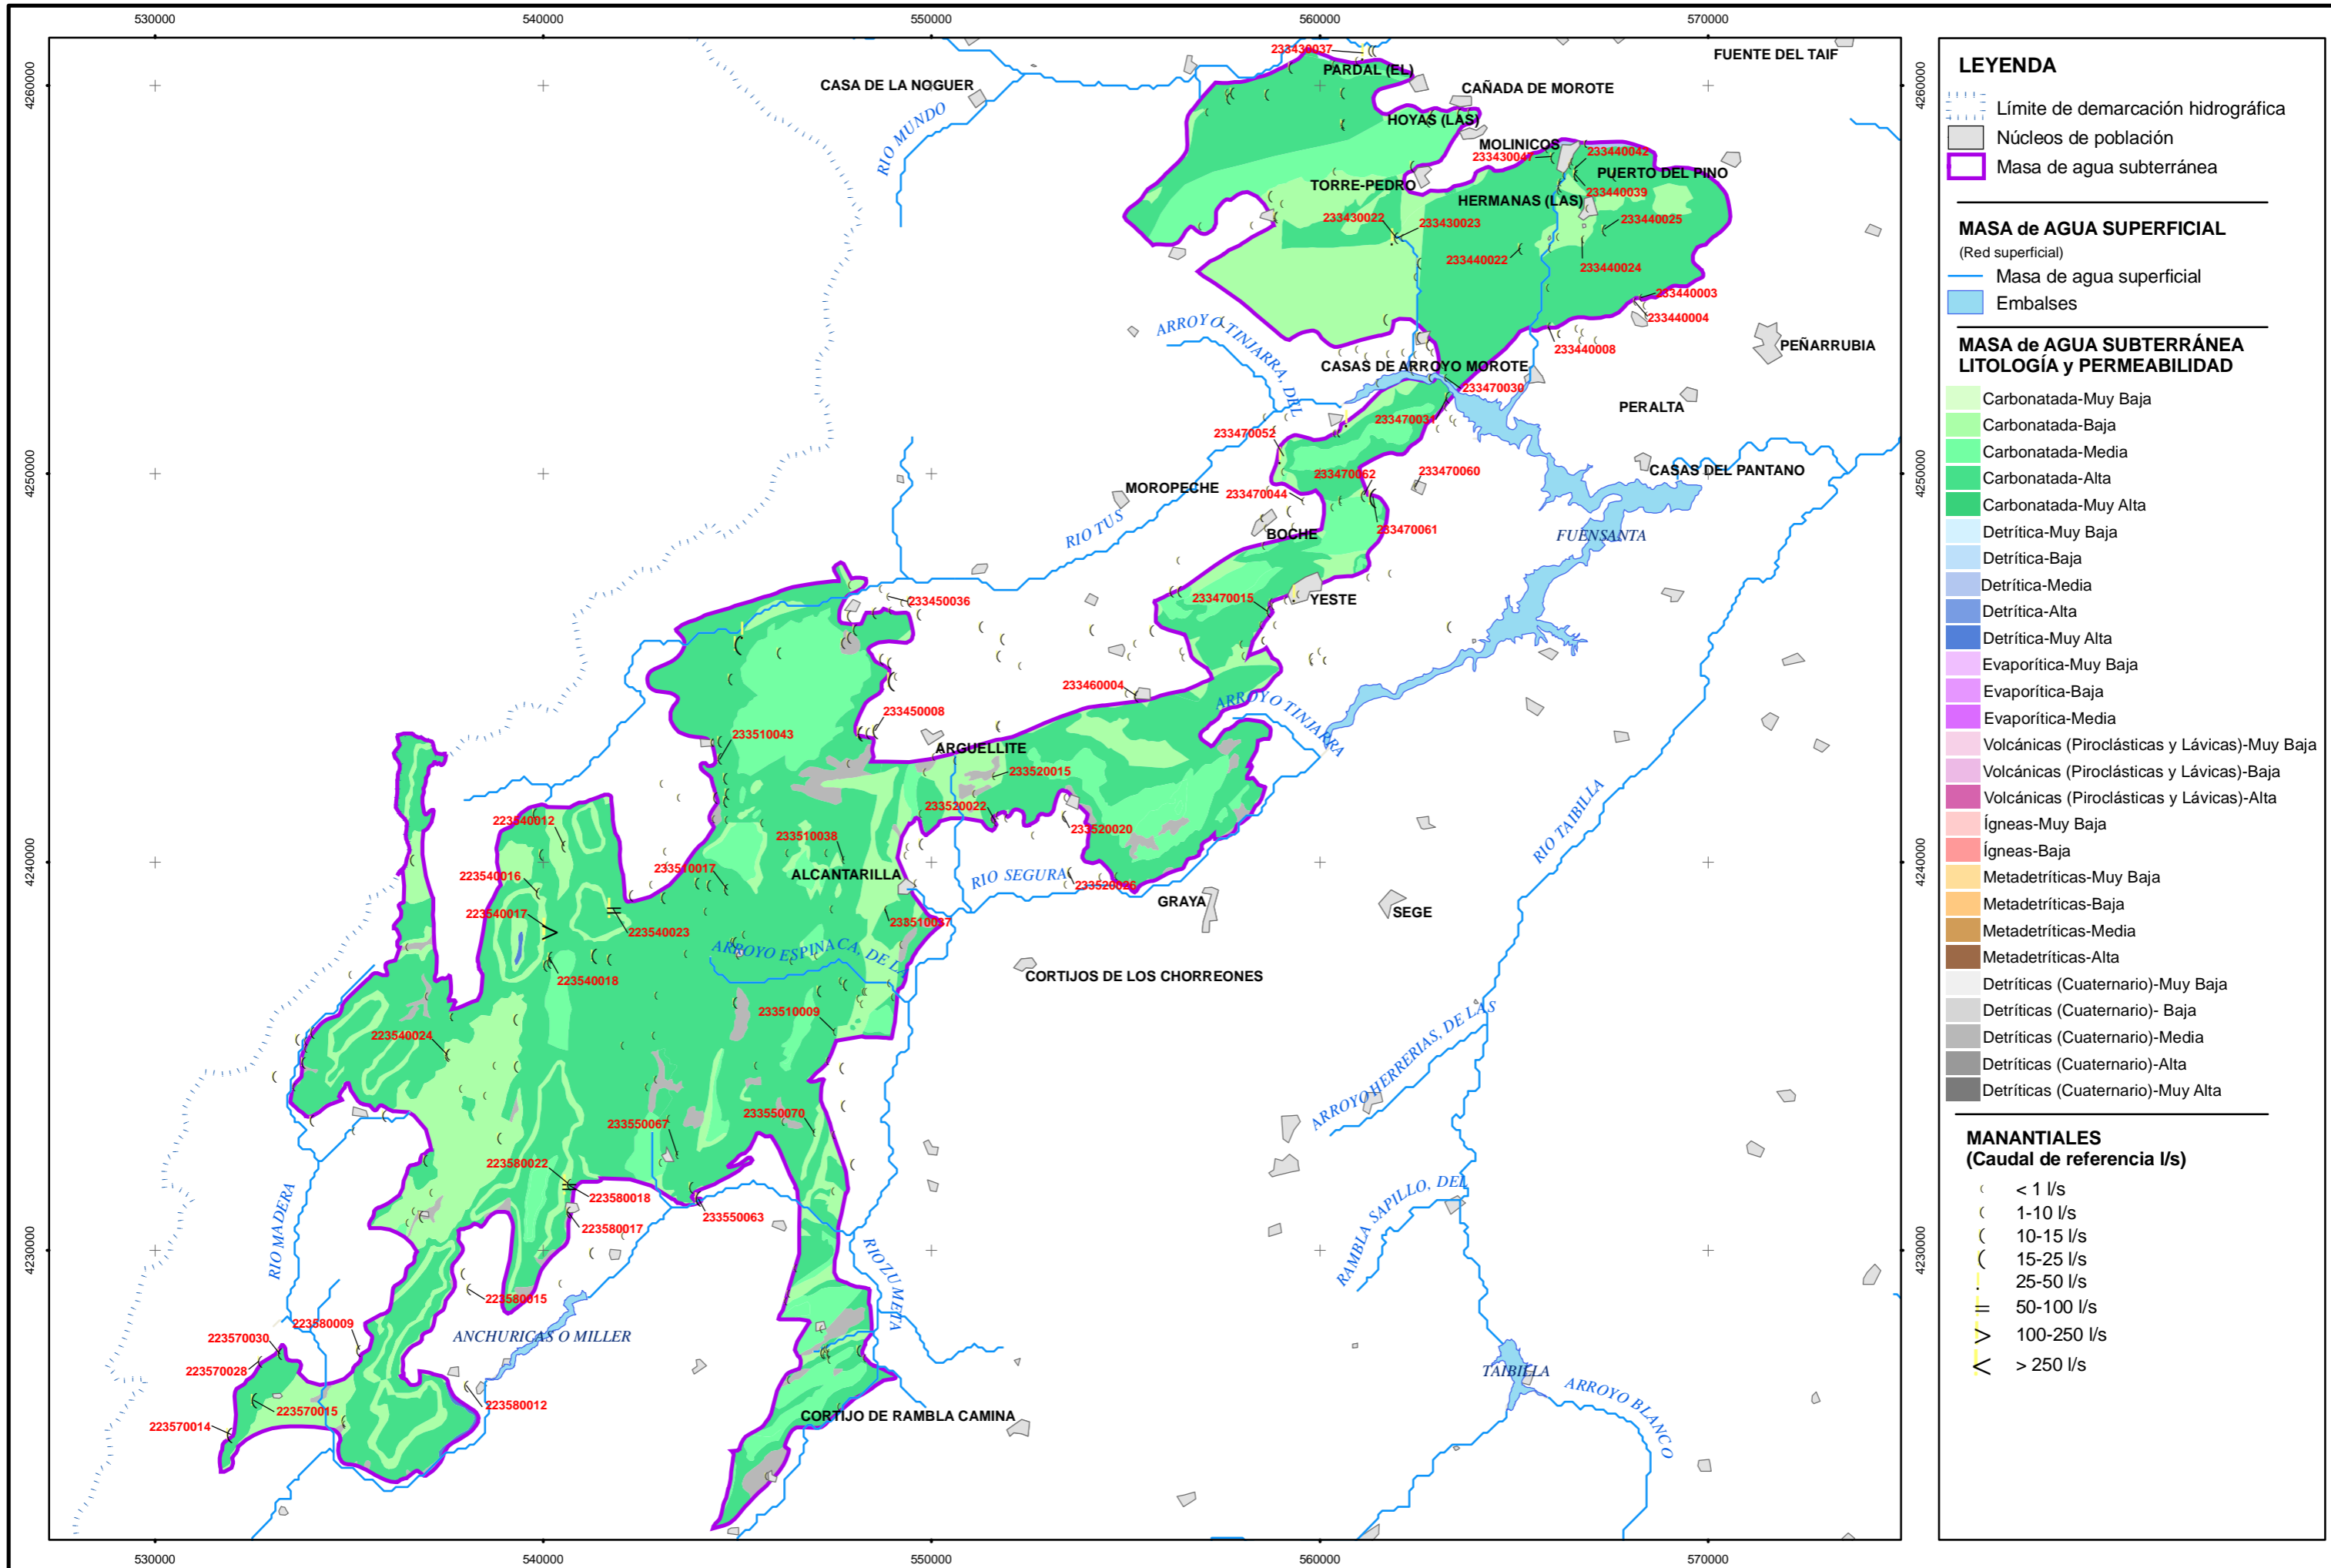 530000
540000
550000
560000
570000
4260000
4250000
4240000
4230000
4260000
4250000
4240000
4230000
530000
540000
550000
560000
570000
233430037
FUENTE DEL TAIF
PARDAL (EL)
CASA DE LA NOGUER
CAÑADA DE MOROTE
RIO MUNDO
HOYAS (LAS)
MOLINICOS
233430047
233440042
PUERTO DEL PINO
TORRE-PEDRO
233440039
HERMANAS (LAS)
233430022
233430023
233440025
233440022
233440024
233440003
233440004
ARROYO TINJARRA, DEL
233440008
PEÑARRUBIA
CASAS DE ARROYO MOROTE
233470030
PERALTA
233470031
233470052
233470062
233470060
CASAS DEL PANTANO
MOROPECHE
233470044
RIO TUS
BOCHE
233470061
FUENSANTA
233450036
233470015
YESTE
233460004
ARROYO TINJARRA
233450008
233510043
ARGUELLITE
233520015
233520022
223540012
233520020
233510038
RIO TAIBILLA
233510017
ALCANTARILLA
223540016
RIO SEGURA
233520026
GRAYA
SEGE
223540017
233510037
223540023
ARROYO ESPINACA, DE LA
CORTIJOS DE LOS CHORREONES
223540018
233510009
223540024
ARROYO HERRERIAS, DE LAS
233550070
233550067
223580022
223580018
RIO MADERA
233550063
223580017
RAMBLA SAPILLO, DEL
RIO ZUMETA
223580015
223580009
ANCHURICAS O MILLER
223570030
223570028
TAIBILLA
223570015
223580012
ARROYO BLANCO
223570014
CORTIJO DE RAMBLA CAMINA
LEYENDA
Límite de demarcación hidrográfica
Núcleos de población
Masa de agua subterránea
MASA de AGUA SUPERFICIAL
(Red superficial)
Masa de agua superficial
Embalses
MASA de AGUA SUBTERRÁNEA
LITOLOGÍA y PERMEABILIDAD
Carbonatada-Muy Baja
Carbonatada-Baja
Carbonatada-Media
Carbonatada-Alta
Carbonatada-Muy Alta
Detrítica-Muy Baja
Detrítica-Baja
Detrítica-Media
Detrítica-Alta
Detrítica-Muy Alta
Evaporítica-Muy Baja
Evaporítica-Baja
Evaporítica-Media
Volcánicas (Piroclásticas y Lávicas)-Muy Baja
Volcánicas (Piroclásticas y Lávicas)-Baja
Volcánicas (Piroclásticas y Lávicas)-Alta
Ígneas-Muy Baja
Ígneas-Baja
Metadetríticas-Muy Baja
Metadetríticas-Baja
Metadetríticas-Media
Metadetríticas-Alta
Detríticas (Cuaternario)-Muy Baja
Detríticas (Cuaternario)- Baja
Detríticas (Cuaternario)-Media
Detríticas (Cuaternario)-Alta
Detríticas (Cuaternario)-Muy Alta
MANANTIALES
(Caudal de referencia l/s)
< 1 l/s
1-10 l/s
10-15 l/s
15-25 l/s
25-50 l/s
50-100 l/s
100-250 l/s
> 250 l/s